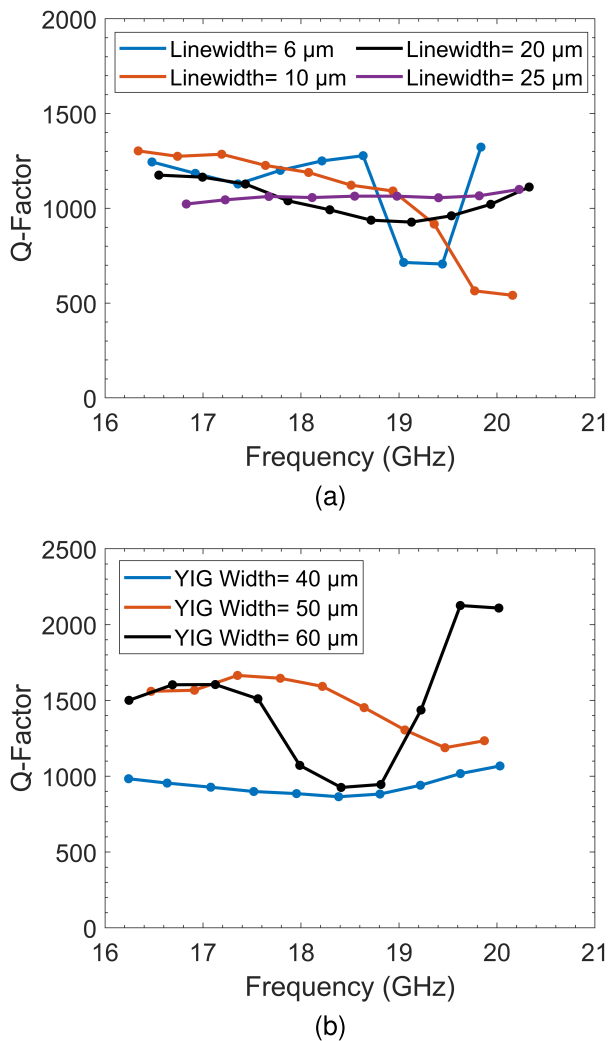 2000
Linewidth= 6 μm
Linewidth= 20 μm
Linewidth= 10 μm
Linewidth= 25 μm
1500
1000
500
0
Q-Factor
16 17 18 19 20 21
Frequency (GHz)
(a)
2500
YIG Width= 40 μm
YIG Width= 50 μm
YIG Width= 60 μm
2000
1500
1000
500
0
Q-Factor
16 17 18 19 20 21
Frequency (GHz)
(b)